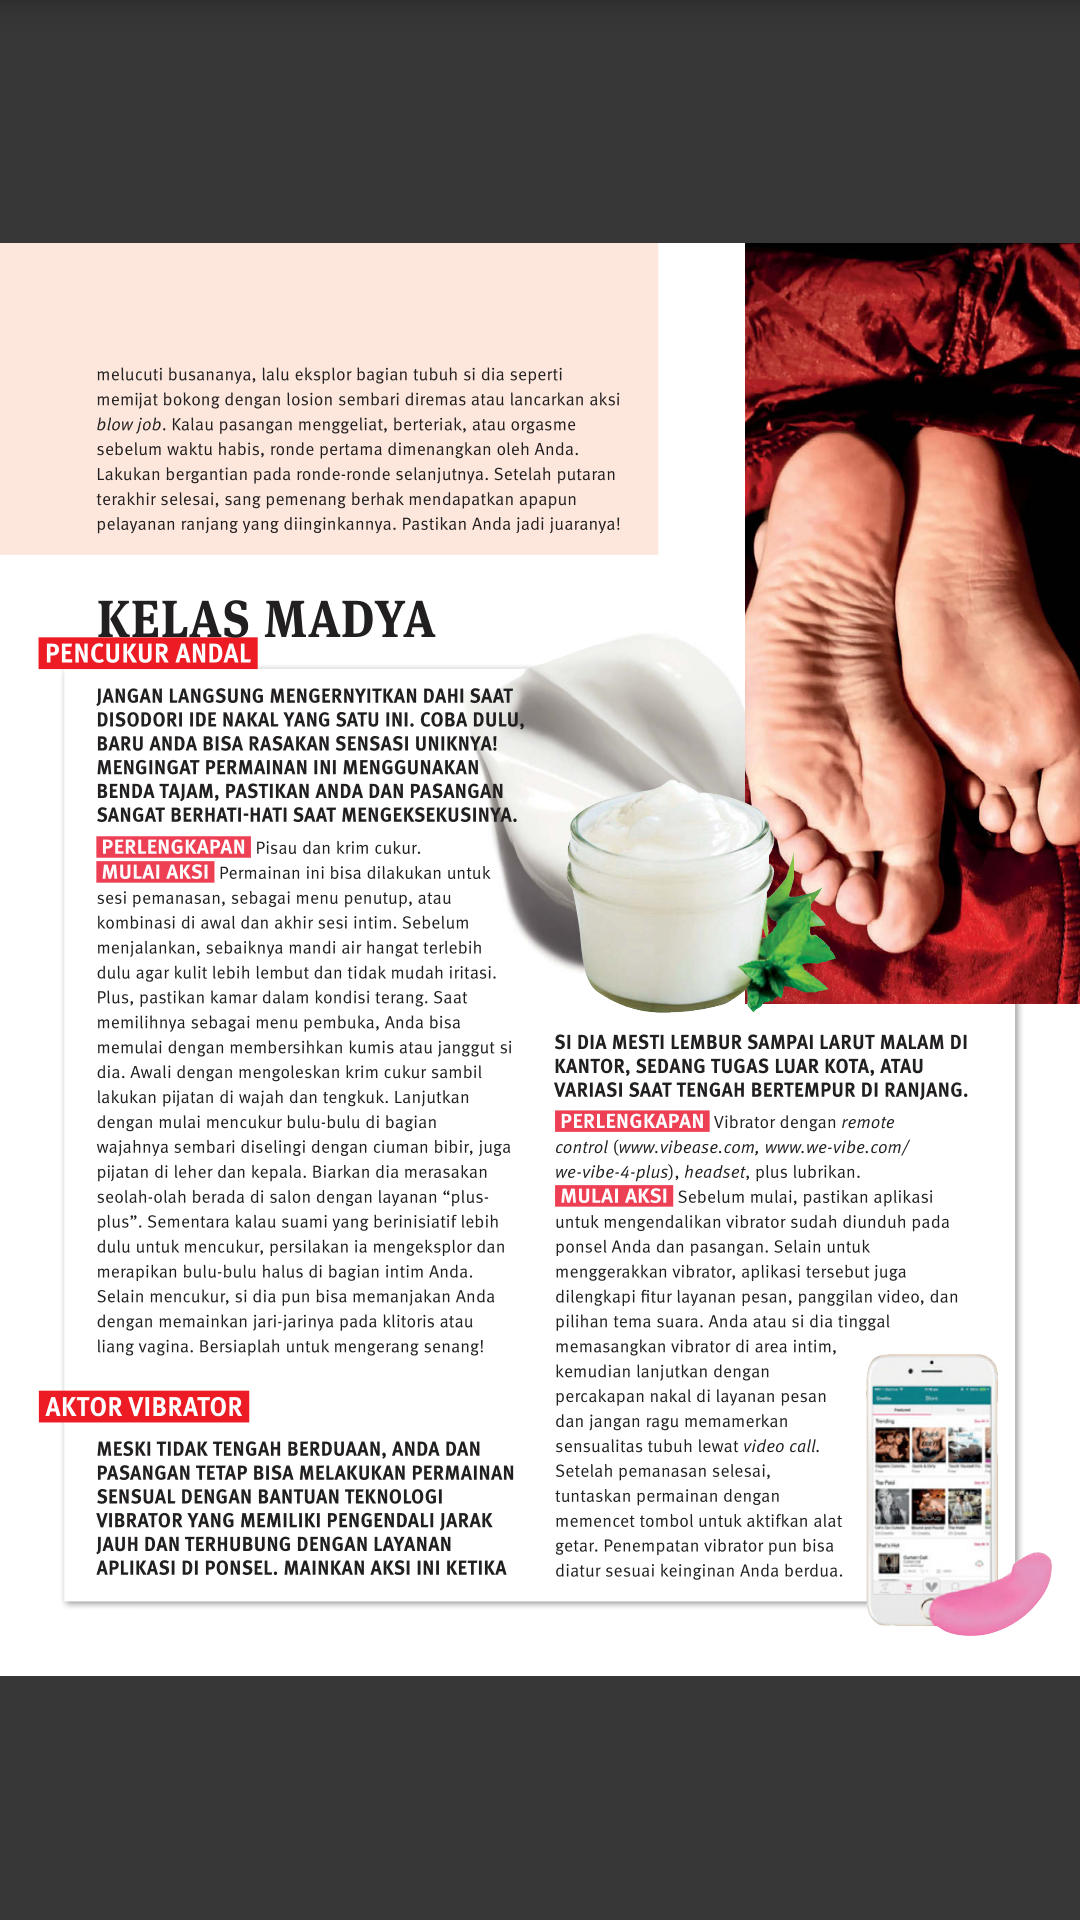 melucuti busananya, lalu eksplor bagian tubuh si dia seperti
memijat bokong dengan losion sembari diremas atau lancarkan aksi
blow job. Kalau pasangan menggeliat, berteriak, atau orgasme
sebelum waktu habis, ronde pertama dimenangkan oleh Anda.
Lakukan bergantian pada ronde-ronde selanjutnya. Setelah putaran
terakhir selesai, sang pemenang berhak mendapatkan apapun
pelayanan ranjang yang diinginkannya. Pastikan Anda jadi juaranya!
KELAS MADYA
PENCUKUR ANDAL
JANGAN LANGSUNG MENGERNYITKAN DAHI SAAT
DISODORI IDE NAKAL YANG SATU INI. COBA DULU,
BARU ANDA BISA RASAKAN SENSASI UNIKNYA!
MENGINGAT PERMAINAN INI MENGGUNAKAN
BENDA TAJAM, PASTIKAN ANDA DAN PASANGAN
SANGAT BERHATI-HATI SAAT MENGEKSEKUSINYA.
PERLENGKAPAN Pisau dan krim cukur.
MULAI AKSI Permainan ini bisa dilakukan untuk
sesi pemanasan, sebagai menu penutup, atau
kombinasi di awal dan akhir sesi intim. Sebelum
menjalankan, sebaiknya mandi air hangat terlebih
dulu agar kulit lebih lembut dan tidak mudah iritasi.
Plus, pastikan kamar dalam kondisi terang. Saat
memilihnya sebagai menu pembuka, Anda bisa
memulai dengan membersihkan kumis atau janggut si
dia. Awali dengan mengoleskan krim cukur sambil
lakukan pijatan di wajah dan tengkuk. Lanjutkan
dengan mulai mencukur bulu-bulu di bagian
wajahnya sembari diselingi dengan ciuman bibir, juga
pijatan di leher dan kepala. Biarkan dia merasakan
seolah-olah berada di salon dengan layanan “plus-
plus”. Sementara kalau suami yang berinisiatif lebih
dulu untuk mencukur, persilakan ia mengeksplor dan
merapikan bulu-bulu halus di bagian intim Anda.
Selain mencukur, si dia pun bisa memanjakan Anda
dengan memainkan jari-jarinya pada klitoris atau
liang vagina. Bersiaplah untuk mengerang senang!
AKTOR VIBRATOR
MESKI TIDAK TENGAH BERDUAAN, ANDA DAN
PASANGAN TETAP BISA MELAKUKAN PERMAINAN
SENSUAL DENGAN BANTUAN TEKNOLOGI
VIBRATOR YANG MEMILIKI PENGENDALI JARAK
JAUH DAN TERHUBUNG DENGAN LAYANAN
APLIKASI DI PONSEL. MAINKAN AKSI INI KETIKA
SI DIA MESTI LEMBUR SAMPAI LARUT MALAM DI
KANTOR, SEDANG TUGAS LUAR KOTA, ATAU
VARIASI SAAT TENGAH BERTEMPUR DI RANJANG.
PERLENGKAPAN Vibrator dengan remote
control (www.vibease.com, www.we-vibe.com/
we-vibe-4-plus), headset, plus lubrikan.
MULAI AKSI Sebelum mulai, pastikan aplikasi
untuk mengendalikan vibrator sudah diunduh pada
ponsel Anda dan pasangan. Selain untuk
menggerakkan vibrator, aplikasi tersebut juga
dilengkapi fitur layanan pesan, panggilan video, dan
pilihan tema suara. Anda atau si dia tinggal
memasangkan vibrator di area intim,
kemudian lanjutkan dengan
percakapan nakal di layanan pesan
dan jangan ragu memamerkan
sensualitas tubuh lewat video call.
Setelah pemanasan selesai,
tuntaskan permainan dengan
memencet tombol untuk aktifkan alat
getar. Penempatan vibrator pun bisa
diatur sesuai keinginan Anda berdua.
Store
Featured
Trending
Top Paid
What's Hot